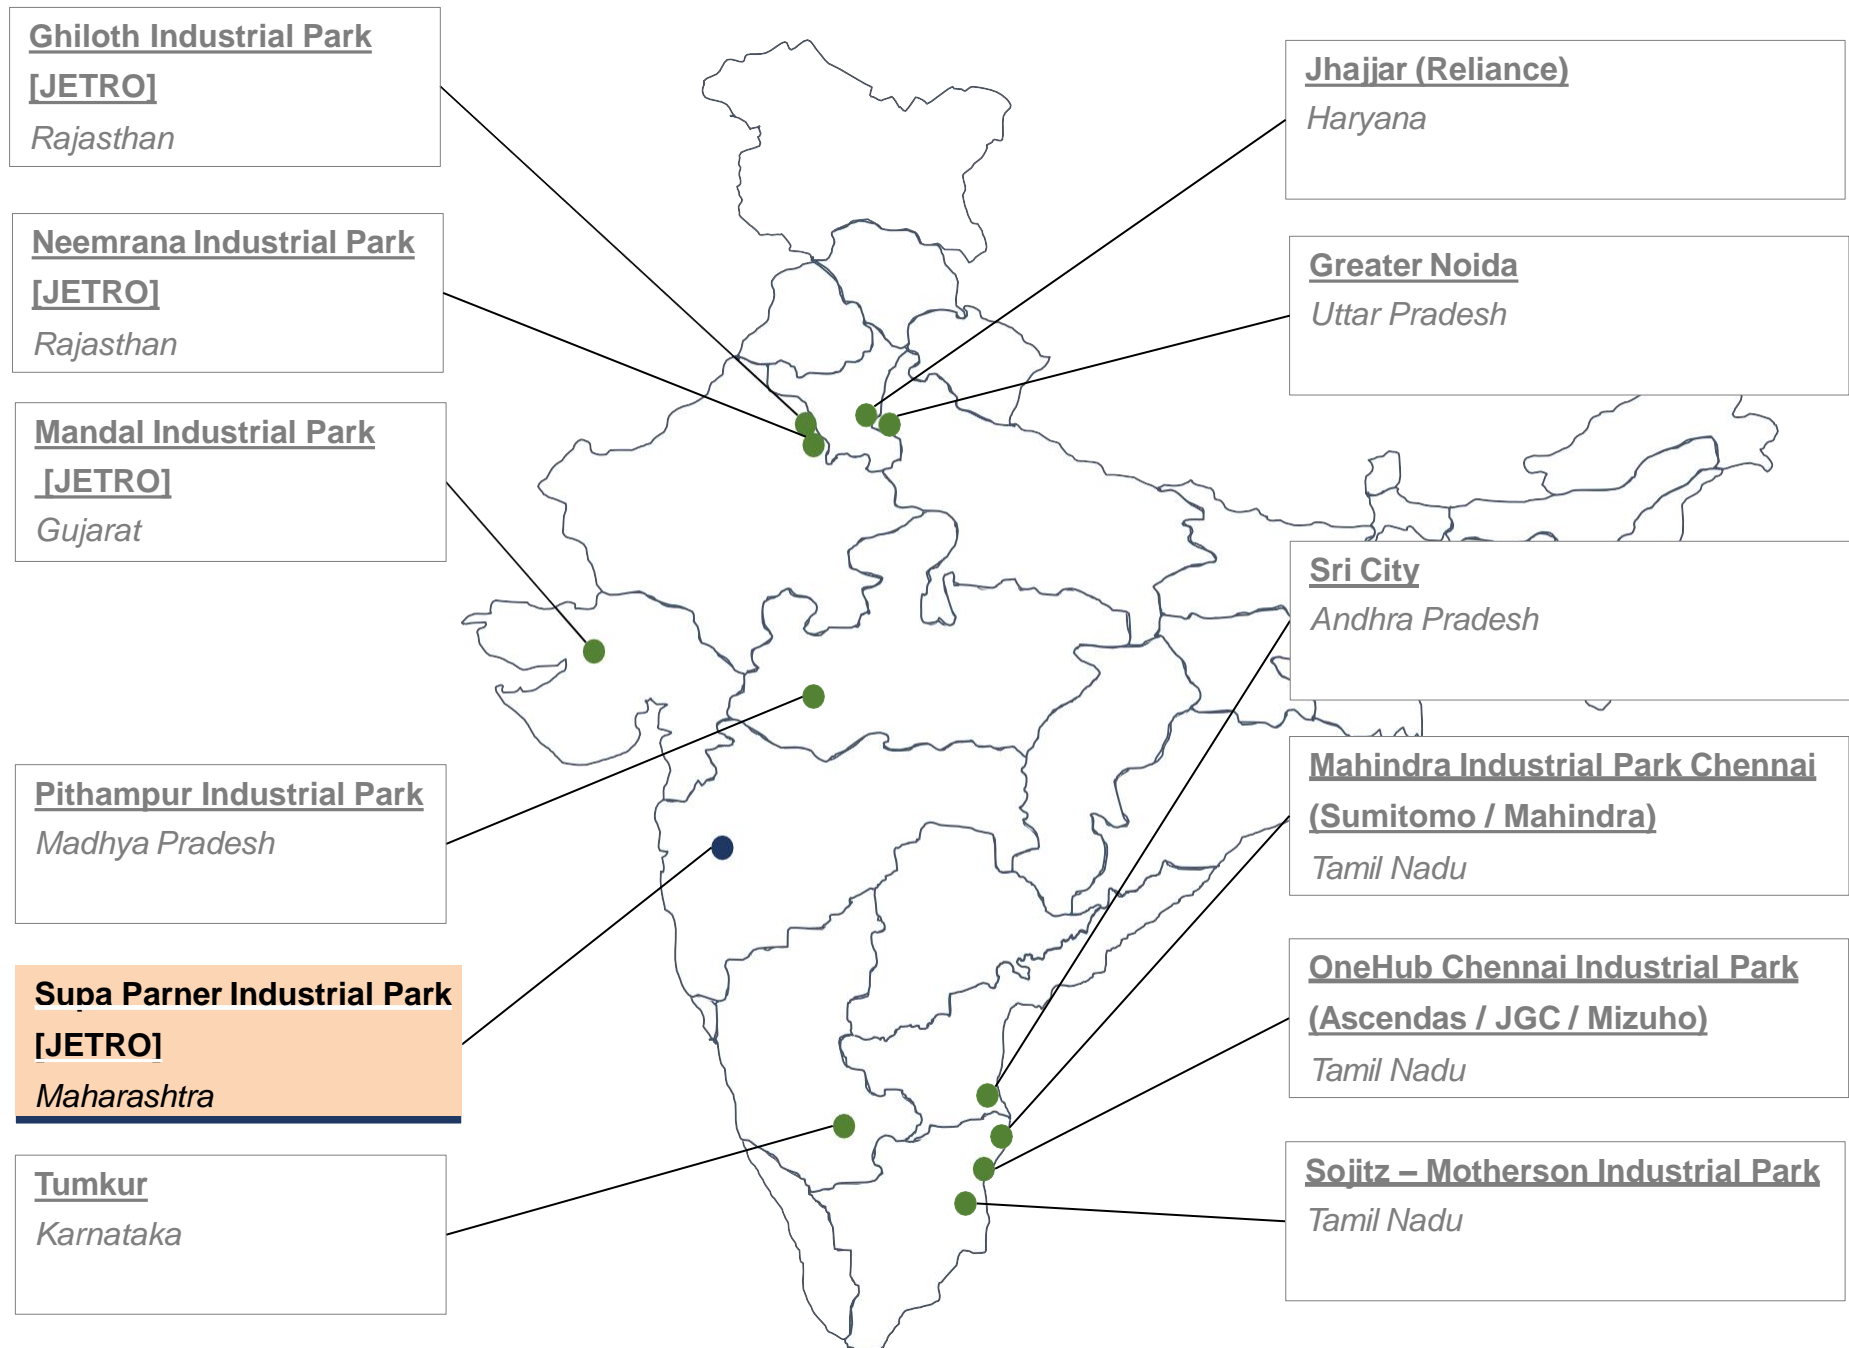 Ghiloth Industrial Park
[JETRO]
Rajasthan
Neemrana Industrial Park
[JETRO]
Rajasthan
Mandal Industrial Park
[JETRO]
Gujarat
Pithampur Industrial Park
Madhya Pradesh
Supa Parner Industrial Park
[JETRO]
Maharashtra
Tumkur
Karnataka
Jhajjar (Reliance)
Haryana
Greater Noida
Uttar Pradesh
Sri City
Andhra Pradesh
Mahindra Industrial Park Chennai
(Sumitomo / Mahindra)
Tamil Nadu
OneHub Chennai Industrial Park
(Ascendas / JGC / Mizuho)
Tamil Nadu
Sojitz – Motherson Industrial Park
Tamil Nadu